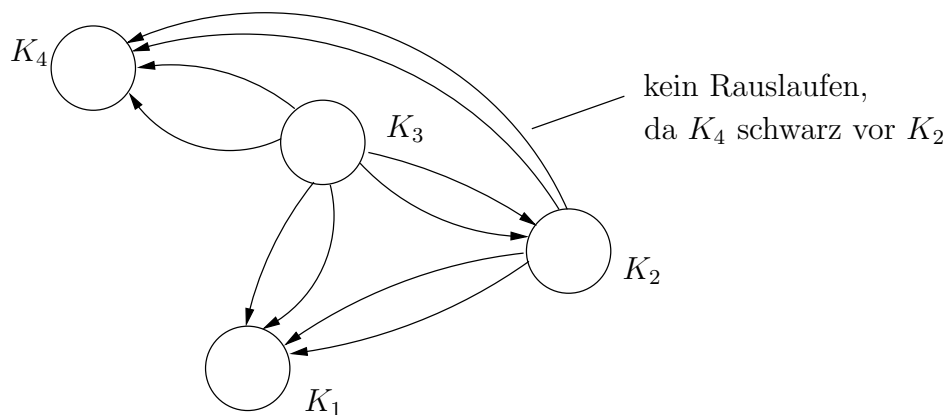 K₄
kein Rauslaufen,
da K₄ schwarz vor K₂
K₃
K₂
K₁